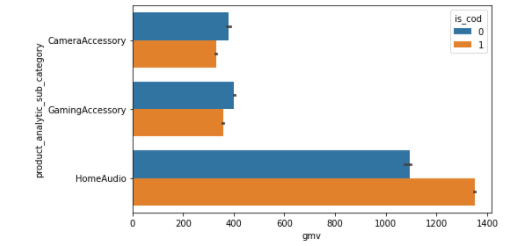 is_cod
0
1
CameraAccessory
GamingAccessory
HomeAudio
product_analytic_sub_category
0 200 400 600 800 1000 1200 1400
gmv